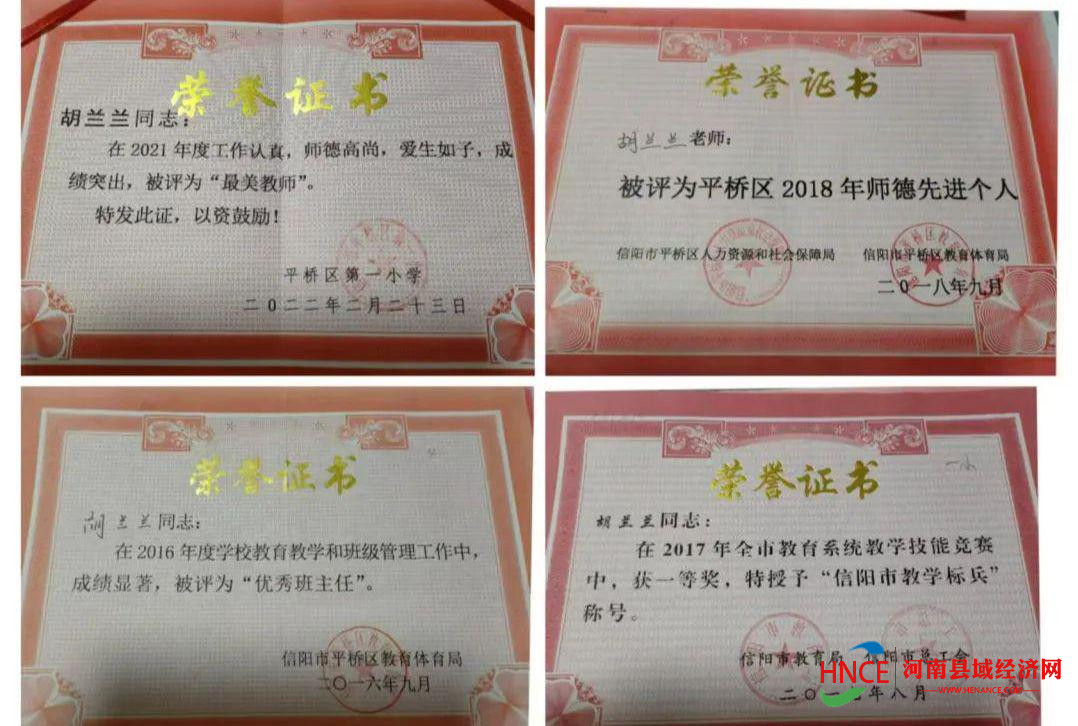 荣誉证书
胡兰兰同志：
在2021年度工作认真，师德高尚，爱生如子，成
绩突出，被评为“最美教师”。
特发此证，以资鼓励！
平桥区第一小学
二〇二二年二月二十三日
荣誉证书
胡兰兰老师：
被评为平桥区2018年师德先进个人
信阳市平桥区人力资源和社会保障局 信阳市平桥区教育体育局
二〇一八年九月
荣誉证书
胡兰兰同志：
在2016年度学校教育教学和班级管理工作中，
成绩显著，被评为“优秀班主任”。
信阳市平桥区教育体育局
二〇一六年九月
荣誉证书
一小
胡兰兰同志：
在2017年全市教育系统教学技能竞赛
中，获一等奖，特授予“信阳市教学标兵”
称号。
信阳市教育局 信阳市总工会
二〇一七年八月
HNCE 河南县域经济网
WWW.HENANCE.COM